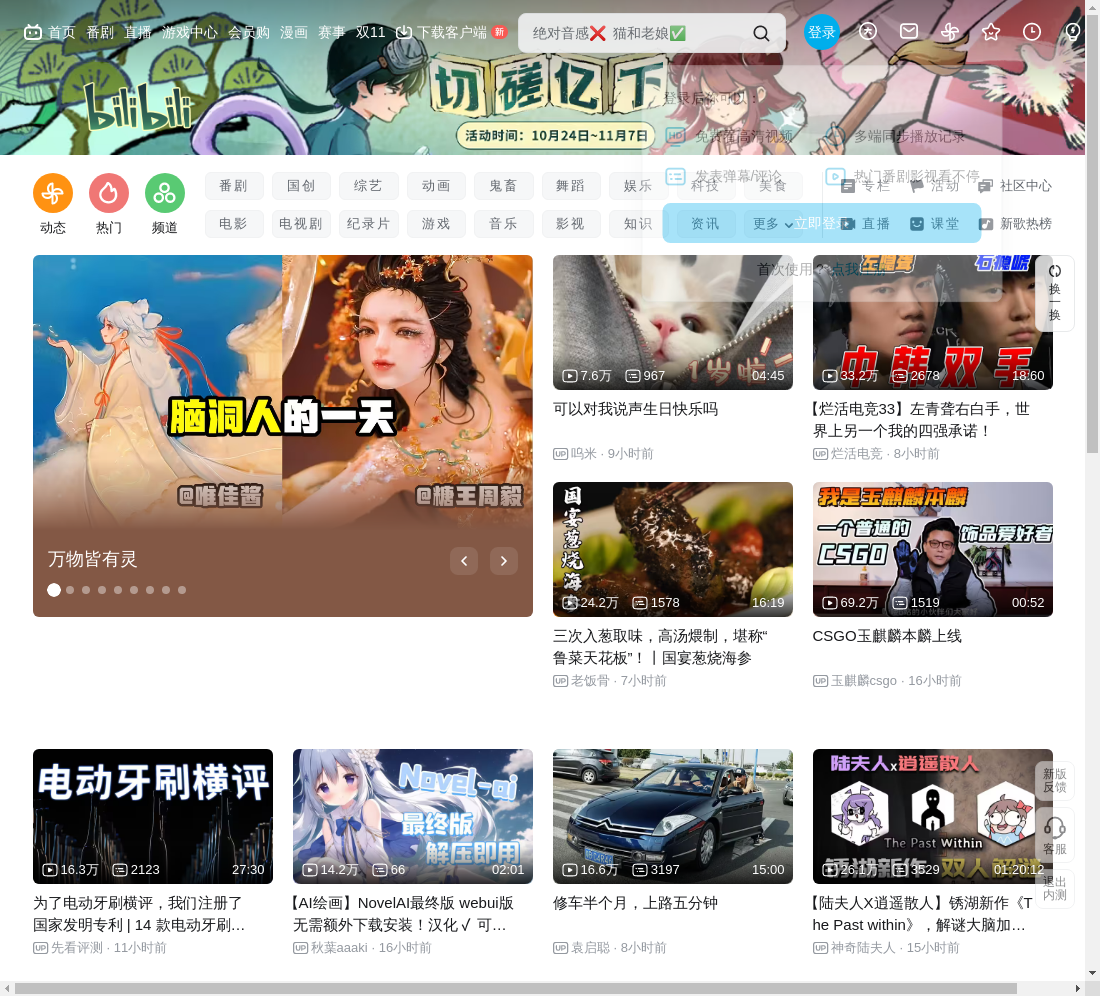 首页 番剧 直播 游戏中心 会员购 漫画 赛事 双11 下载客户端 新
绝对音感❌ 猫和老娘✅
登录
bilibili
切磋亿下
活动时间：10月24日~11月7日
登录后你可以：
免费看高清视频
多端同步播放记录
发表弹幕/评论
热门番剧影视看不停
立即登录
首次使用？点我注册
动态
热门
频道
番剧 国创 综艺 动画 鬼畜 舞蹈 娱乐 科技 美食
电影 电视剧 纪录片 游戏 音乐 影视 知识 资讯 更多
专栏 活动 社区中心
直播 课堂 新歌热榜
换一换
脑洞人的一天
@唯佳酱
@糖王周毅
万物皆有灵
7.6万 967 04:45
可以对我说声生日快乐吗
呜米 · 9小时前
中韩双手
33.2万 2678 18:60
【烂活电竞33】左青聋右白手，世
界上另一个我的四强承诺！
烂活电竞 · 8小时前
国宴葱烧海参
24.2万 1578 16:19
三次入葱取味，高汤煨制，堪称“
鲁菜天花板”！丨国宴葱烧海参
老饭骨 · 7小时前
我是玉麒麟本麟
一个普通的
CSGO
饰品爱好者
69.2万 1519 00:52
CSGO玉麒麟本麟上线
玉麒麟csgo · 16小时前
电动牙刷横评
16.3万 2123 27:30
为了电动牙刷横评，我们注册了
国家发明专利 | 14 款电动牙刷…
先看评测 · 11小时前
Novel-ai
最终版
解压即用
14.2万 66 02:01
【AI绘画】NovelAI最终版 webui版
无需额外下载安装！汉化✓ 可…
秋葉aaaki · 16小时前
16.6万 3197 15:00
修车半个月，上路五分钟
袁启聪 · 8小时前
陆夫人x逍遥散人
The Past Within
锈湖新作 双人解谜
26.1万 3529 01:20:12
【陆夫人X逍遥散人】锈湖新作《T
he Past within》，解谜大脑加…
神奇陆夫人 · 15小时前
新版
反馈
客服
退出
内测